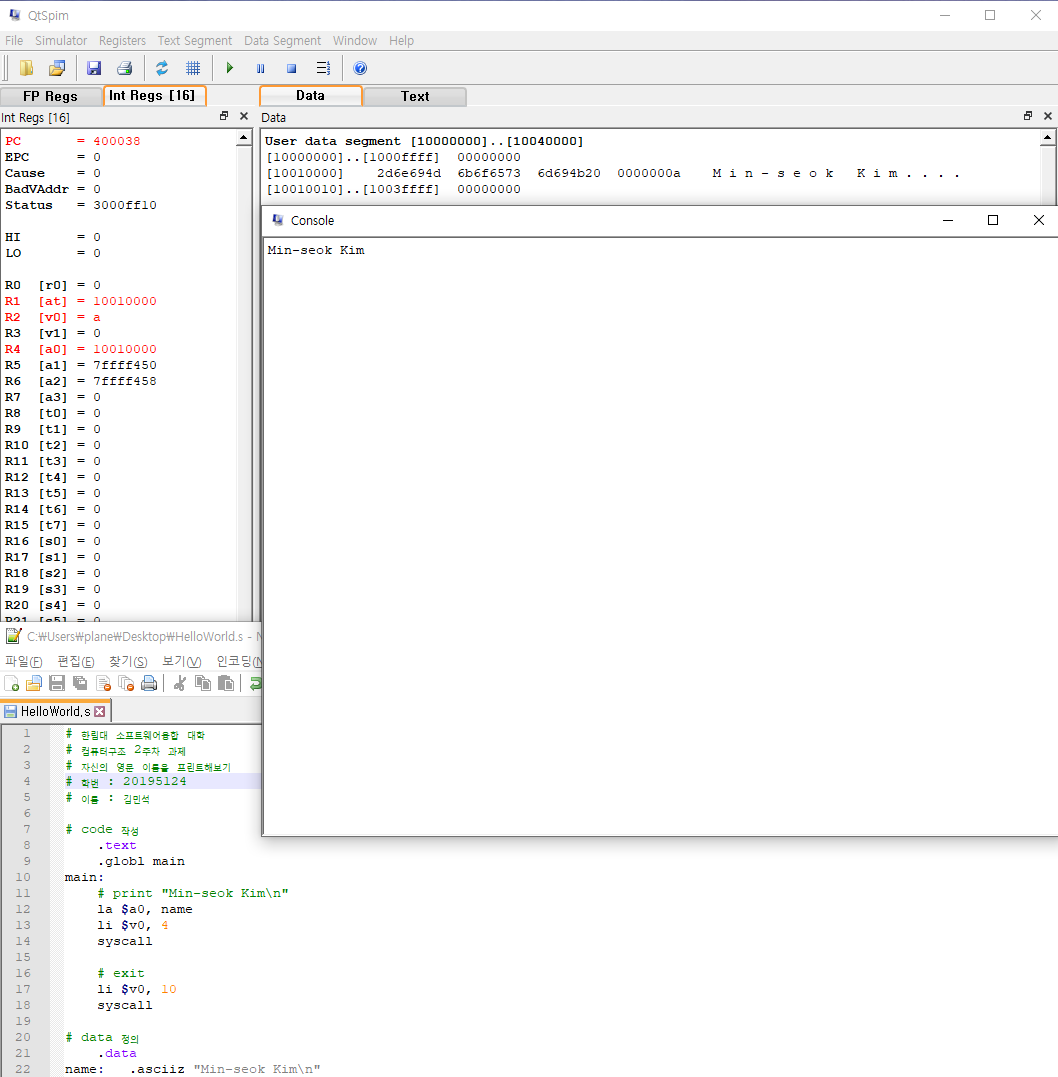 QtSpim
File Simulator Registers Text Segment Data Segment Window Help
FP Regs Int Regs [16] Data Text
Int Regs [16]
PC = 400038
EPC = 0
Cause = 0
BadVAddr = 0
Status = 3000ff10
HI = 0
LO = 0
R0 [r0] = 0
R1 [at] = 10010000
R2 [v0] = a
R3 [v1] = 0
R4 [a0] = 10010000
R5 [a1] = 7ffff450
R6 [a2] = 7ffff458
R7 [a3] = 0
R8 [t0] = 0
R9 [t1] = 0
R10 [t2] = 0
R11 [t3] = 0
R12 [t4] = 0
R13 [t5] = 0
R14 [t6] = 0
R15 [t7] = 0
R16 [s0] = 0
R17 [s1] = 0
R18 [s2] = 0
R19 [s3] = 0
R20 [s4] = 0
R21 [s5] = 0
Data
User data segment [10000000]..[10040000]
[10000000]..[1000ffff] 00000000
[10010000] 2d6e694d 6b6f6573 6d694b20 0000000a M i n - s e o k K i m . . . .
[10010010]..[1003ffff] 00000000
Console
Min-seok Kim
C:₩Users₩plane₩Desktop₩HelloWorld.s - N
파일(F) 편집(E) 찾기(S) 보기(V) 인코딩(N
HelloWorld.s
1 # 한림대 소프트웨어융합 대학
2 # 컴퓨터구조 2주차 과제
3 # 자신의 영문 이름을 프린트해보기
4 # 학번 : 20195124
5 # 이름 : 김민석
6
7 # code 작성
8 .text
9 .globl main
10 main:
11 # print "Min-seok Kim\n"
12 la $a0, name
13 li $v0, 4
14 syscall
15
16 # exit
17 li $v0, 10
18 syscall
19
20 # data 정의
21 .data
22 name: .asciiz "Min-seok Kim\n"